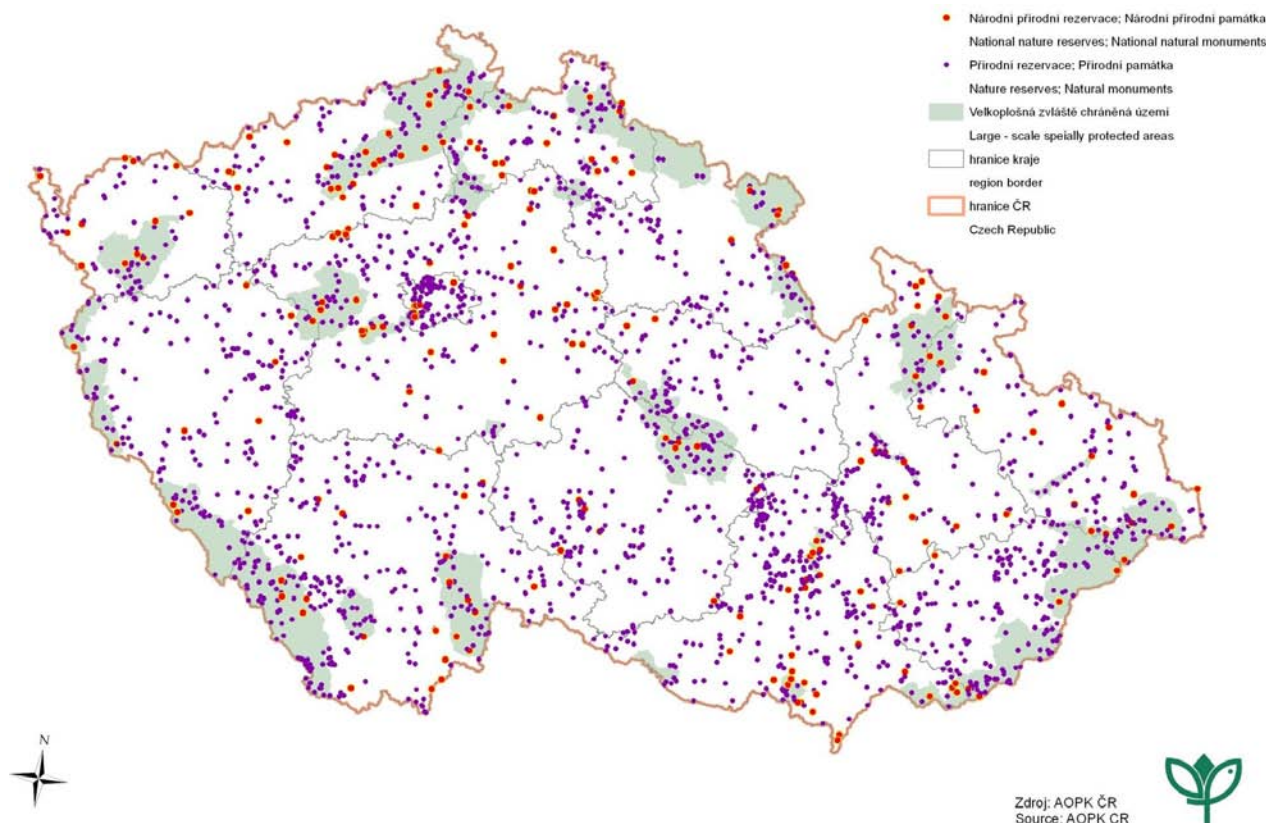 Národní přírodní rezervace; Národní přírodní památka
National nature reserves; National natural monuments
Přírodní rezervace; Přírodní památka
Nature reserves; Natural monuments
Velkoplošná zvláště chráněná území
Large - scale speially protected areas
hranice kraje
region border
hranice ČR
Czech Republic
N
Zdroj: AOPK ČR
Source: AOPK CR